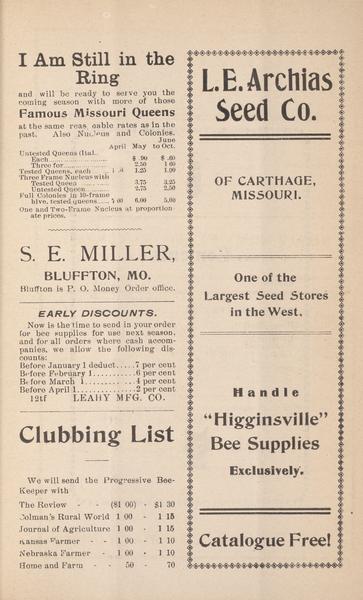 I Am Still in the
Ring
and will be ready to serve you the
coming season with more of those
Famous Missouri Queens
at the same reas able rates as in the
past. Also Nucleus and Colonies.
June
April May to Oct.
Untested Queens (Ital.
Each $ .90 $ .60
Three for 2.50 1 60
Tested Queens, each 1.25 1.00
Three Frame Nucleus with
Tested Queen 3.75 3.25
Untested Queen 2.75 2.50
Full Colonies in 10-frame
hive, tested queens 6.00 5.00
One and Two-Frame Nucleus at proportion
ate prices.
S. E. MILLER,
BLUFFTON, MO.
Bluffton is P. O. Money Order office.
EARLY DISCOUNTS.
Now is the time to send in your order
for bee supplies for use next season,
and for all orders where cash accom-
panies, we allow the following dis-
counts:
Before January 1 deduct.....7 per cent
Before February 1.........6 per cent
Before March 1..........4 per cent
Before April 1............2 per cent
12tf LEAHY MFG. CO.
Clubbing List
We will send the Progressive Bee-
Keeper with
The Review - - ($1 00) - $1 30
Colman's Rural World 1 00 - 1 15
Journal of Agriculture 1 00 - 1 15
Kansas Farmer - - 1 00 - 1 10
Nebraska Farmer - 1 00 - 1 10
Home and Farm - - 50 - 70
L. E. Archias
Seed Co.
OF CARTHAGE,
MISSOURI.
One of the
Largest Seed Stores
in the West.
Handle
"Higginsville"
Bee Supplies
Exclusively.
Catalogue Free!